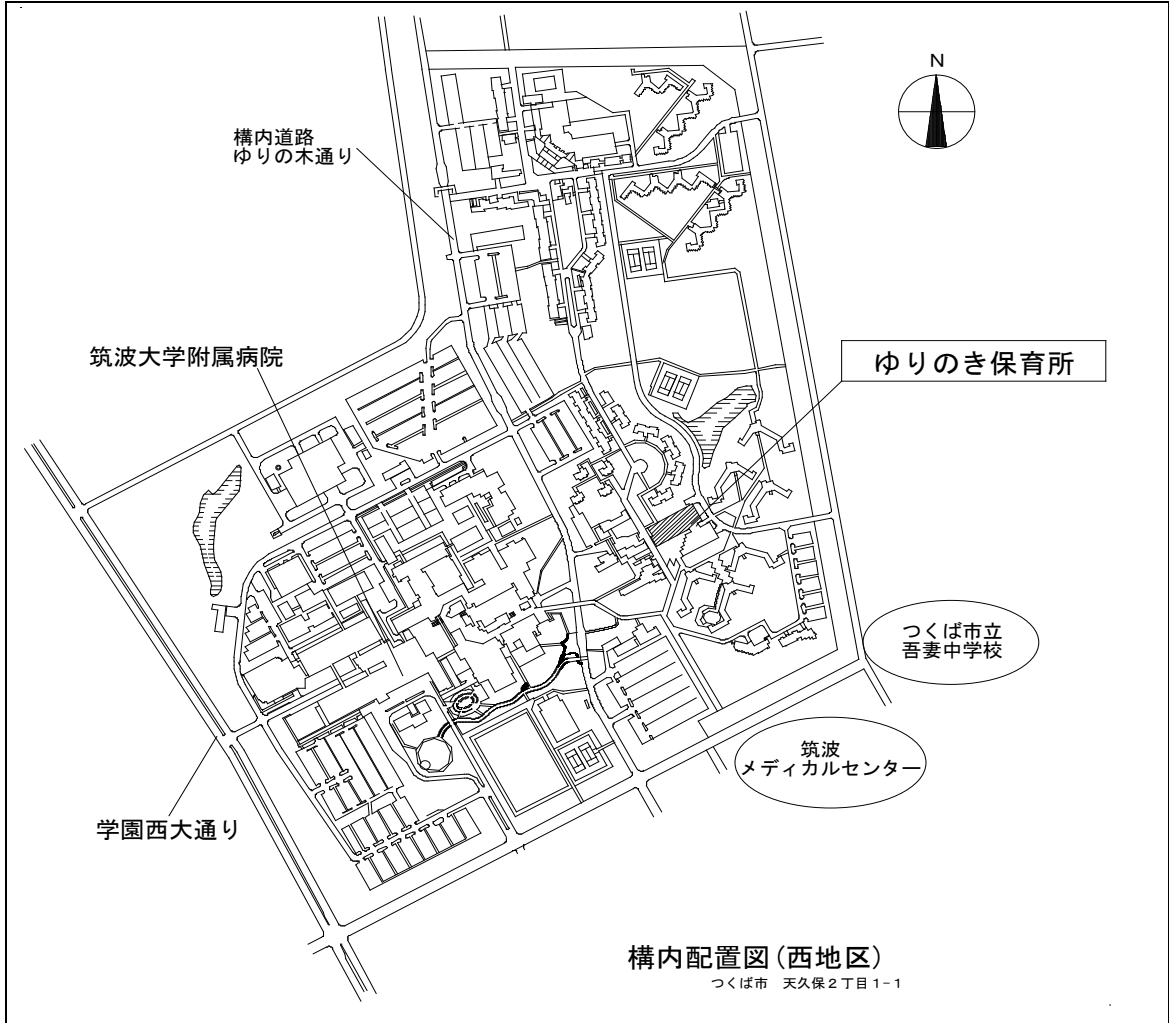 N
構内道路
ゆりの木通り
筑波大学附属病院
ゆりのき保育所
つくば市立
吾妻中学校
筑波
メディカルセンター
学園西大通り
構内配置図(西地区)
つくば市 天久保2丁目1-1